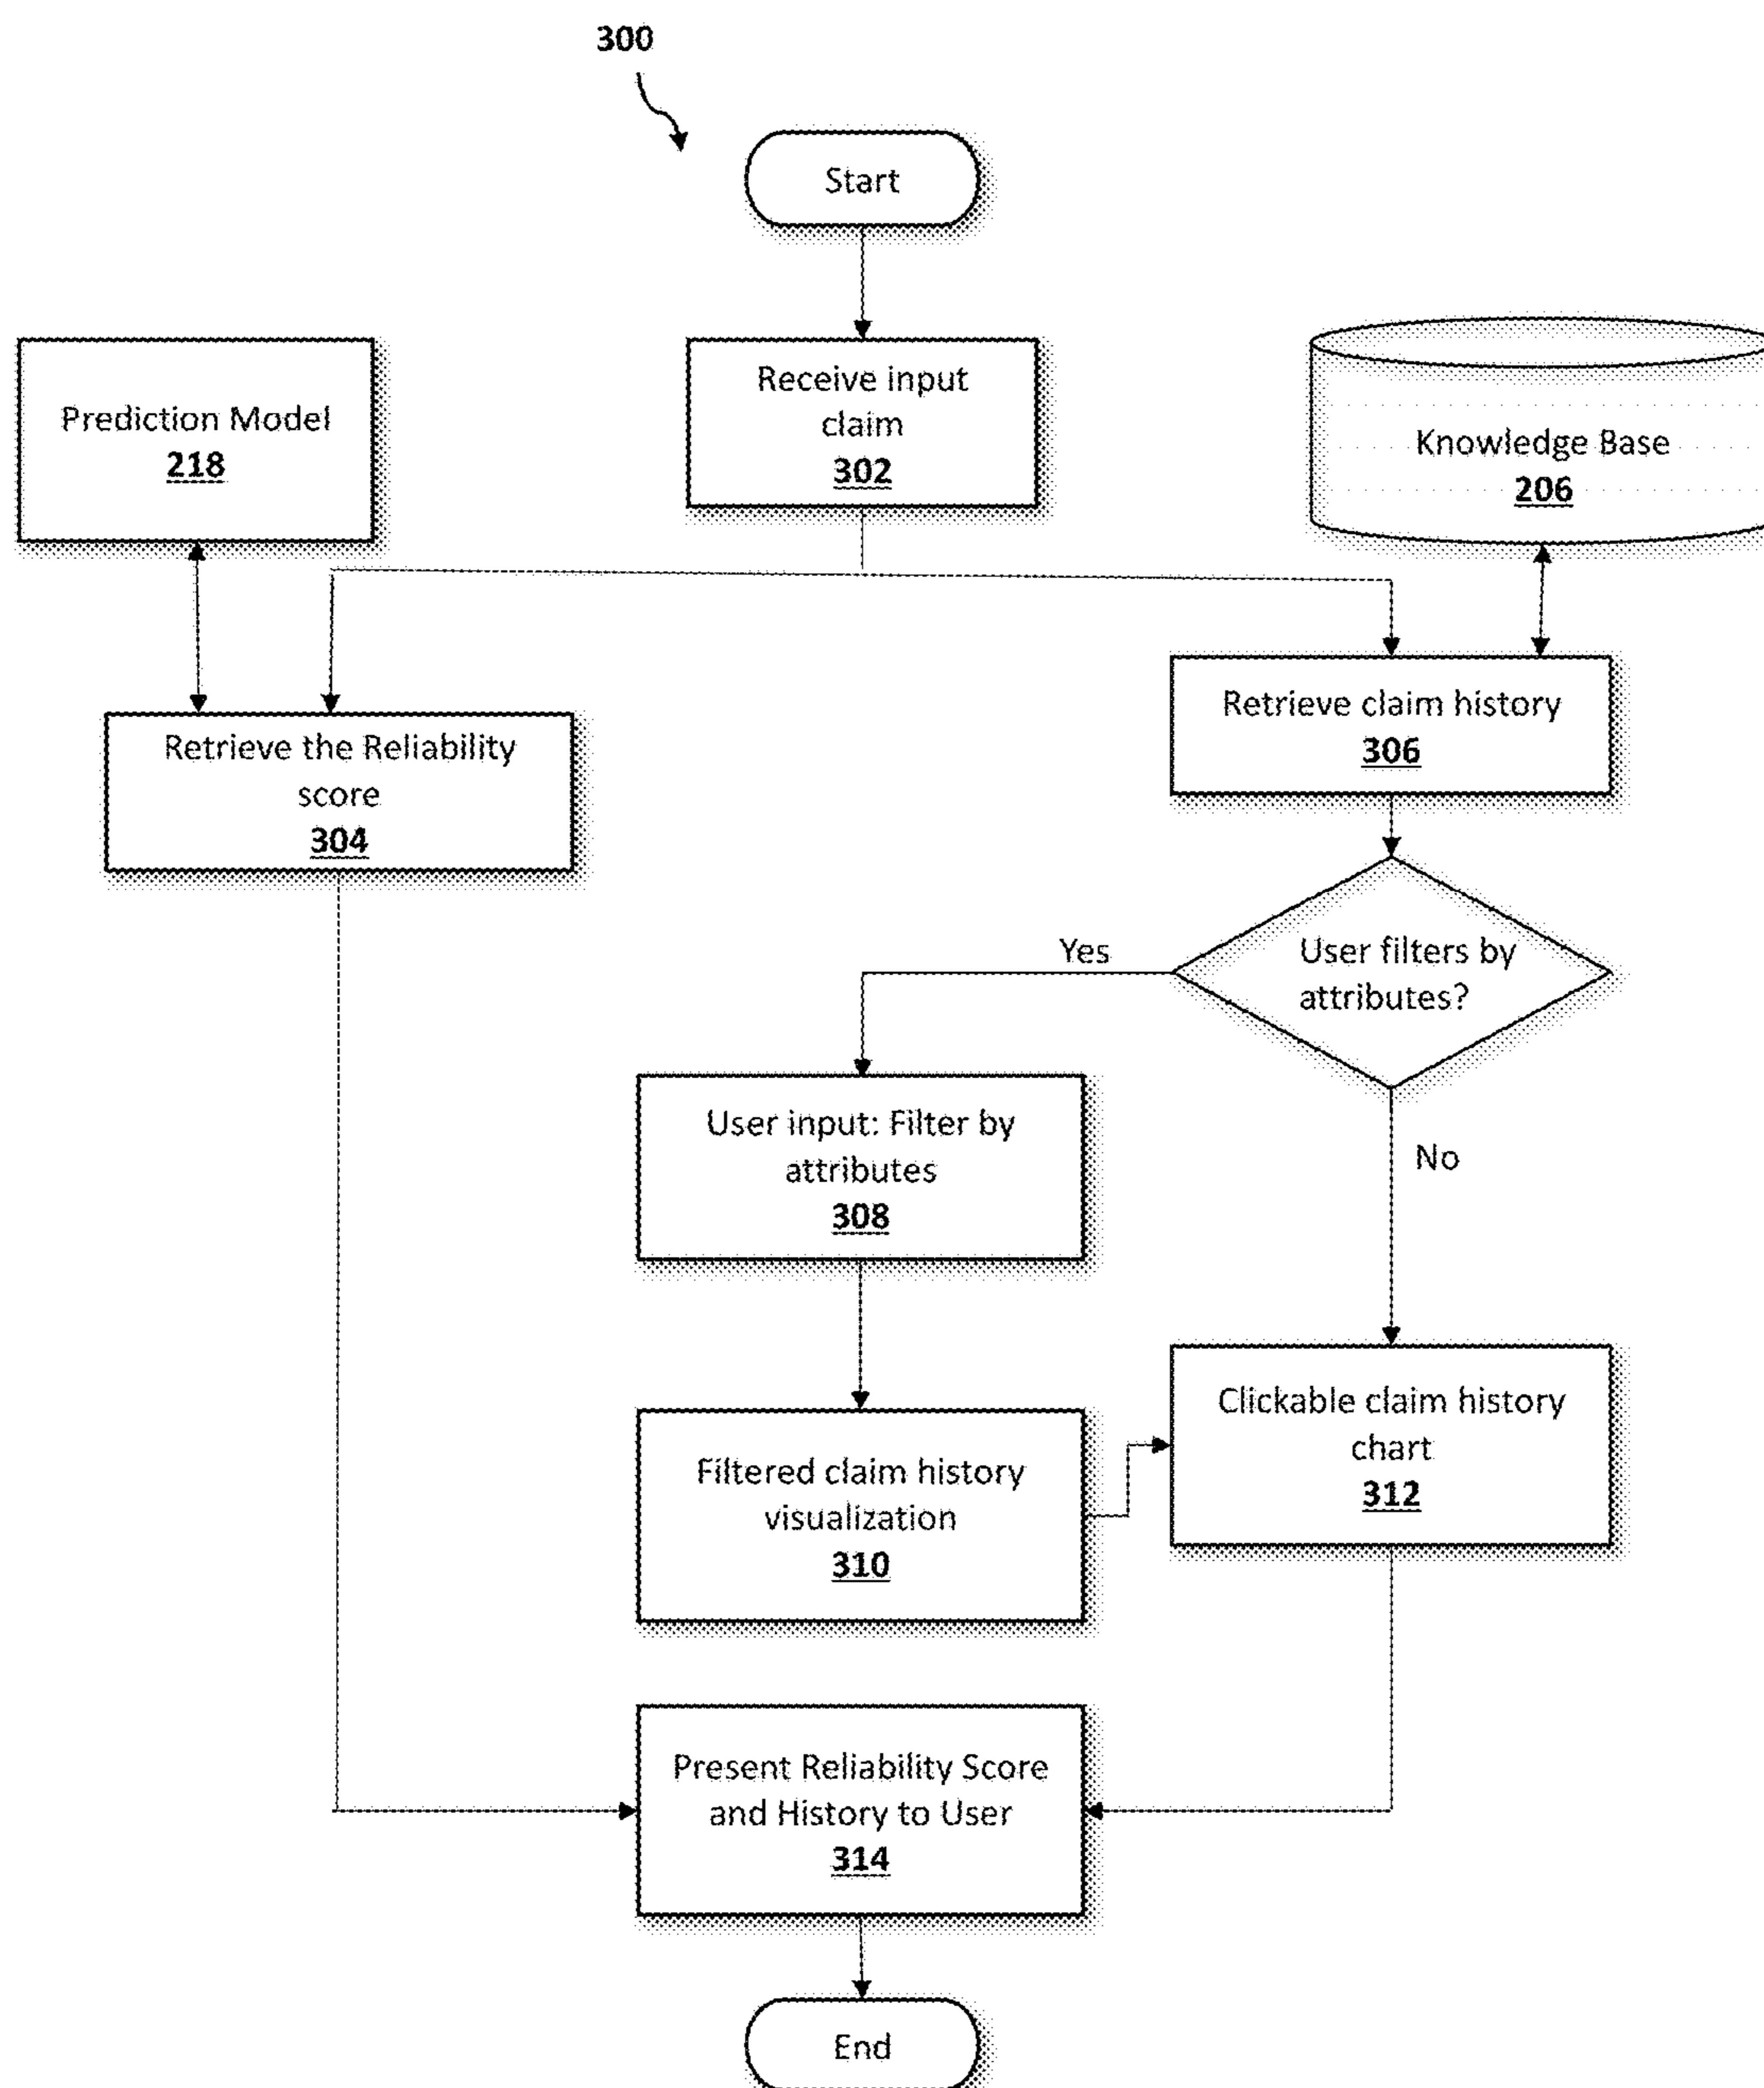 300
Start
Prediction Model
218
Receive input
claim
302
Knowledge Base
206
Retrieve the Reliability
score
304
Retrieve claim history
306
User filters by
attributes?
Yes
No
User input: Filter by
attributes
308
Filtered claim history
visualization
310
Clickable claim history
chart
312
Present Reliability Score
and History to User
314
End